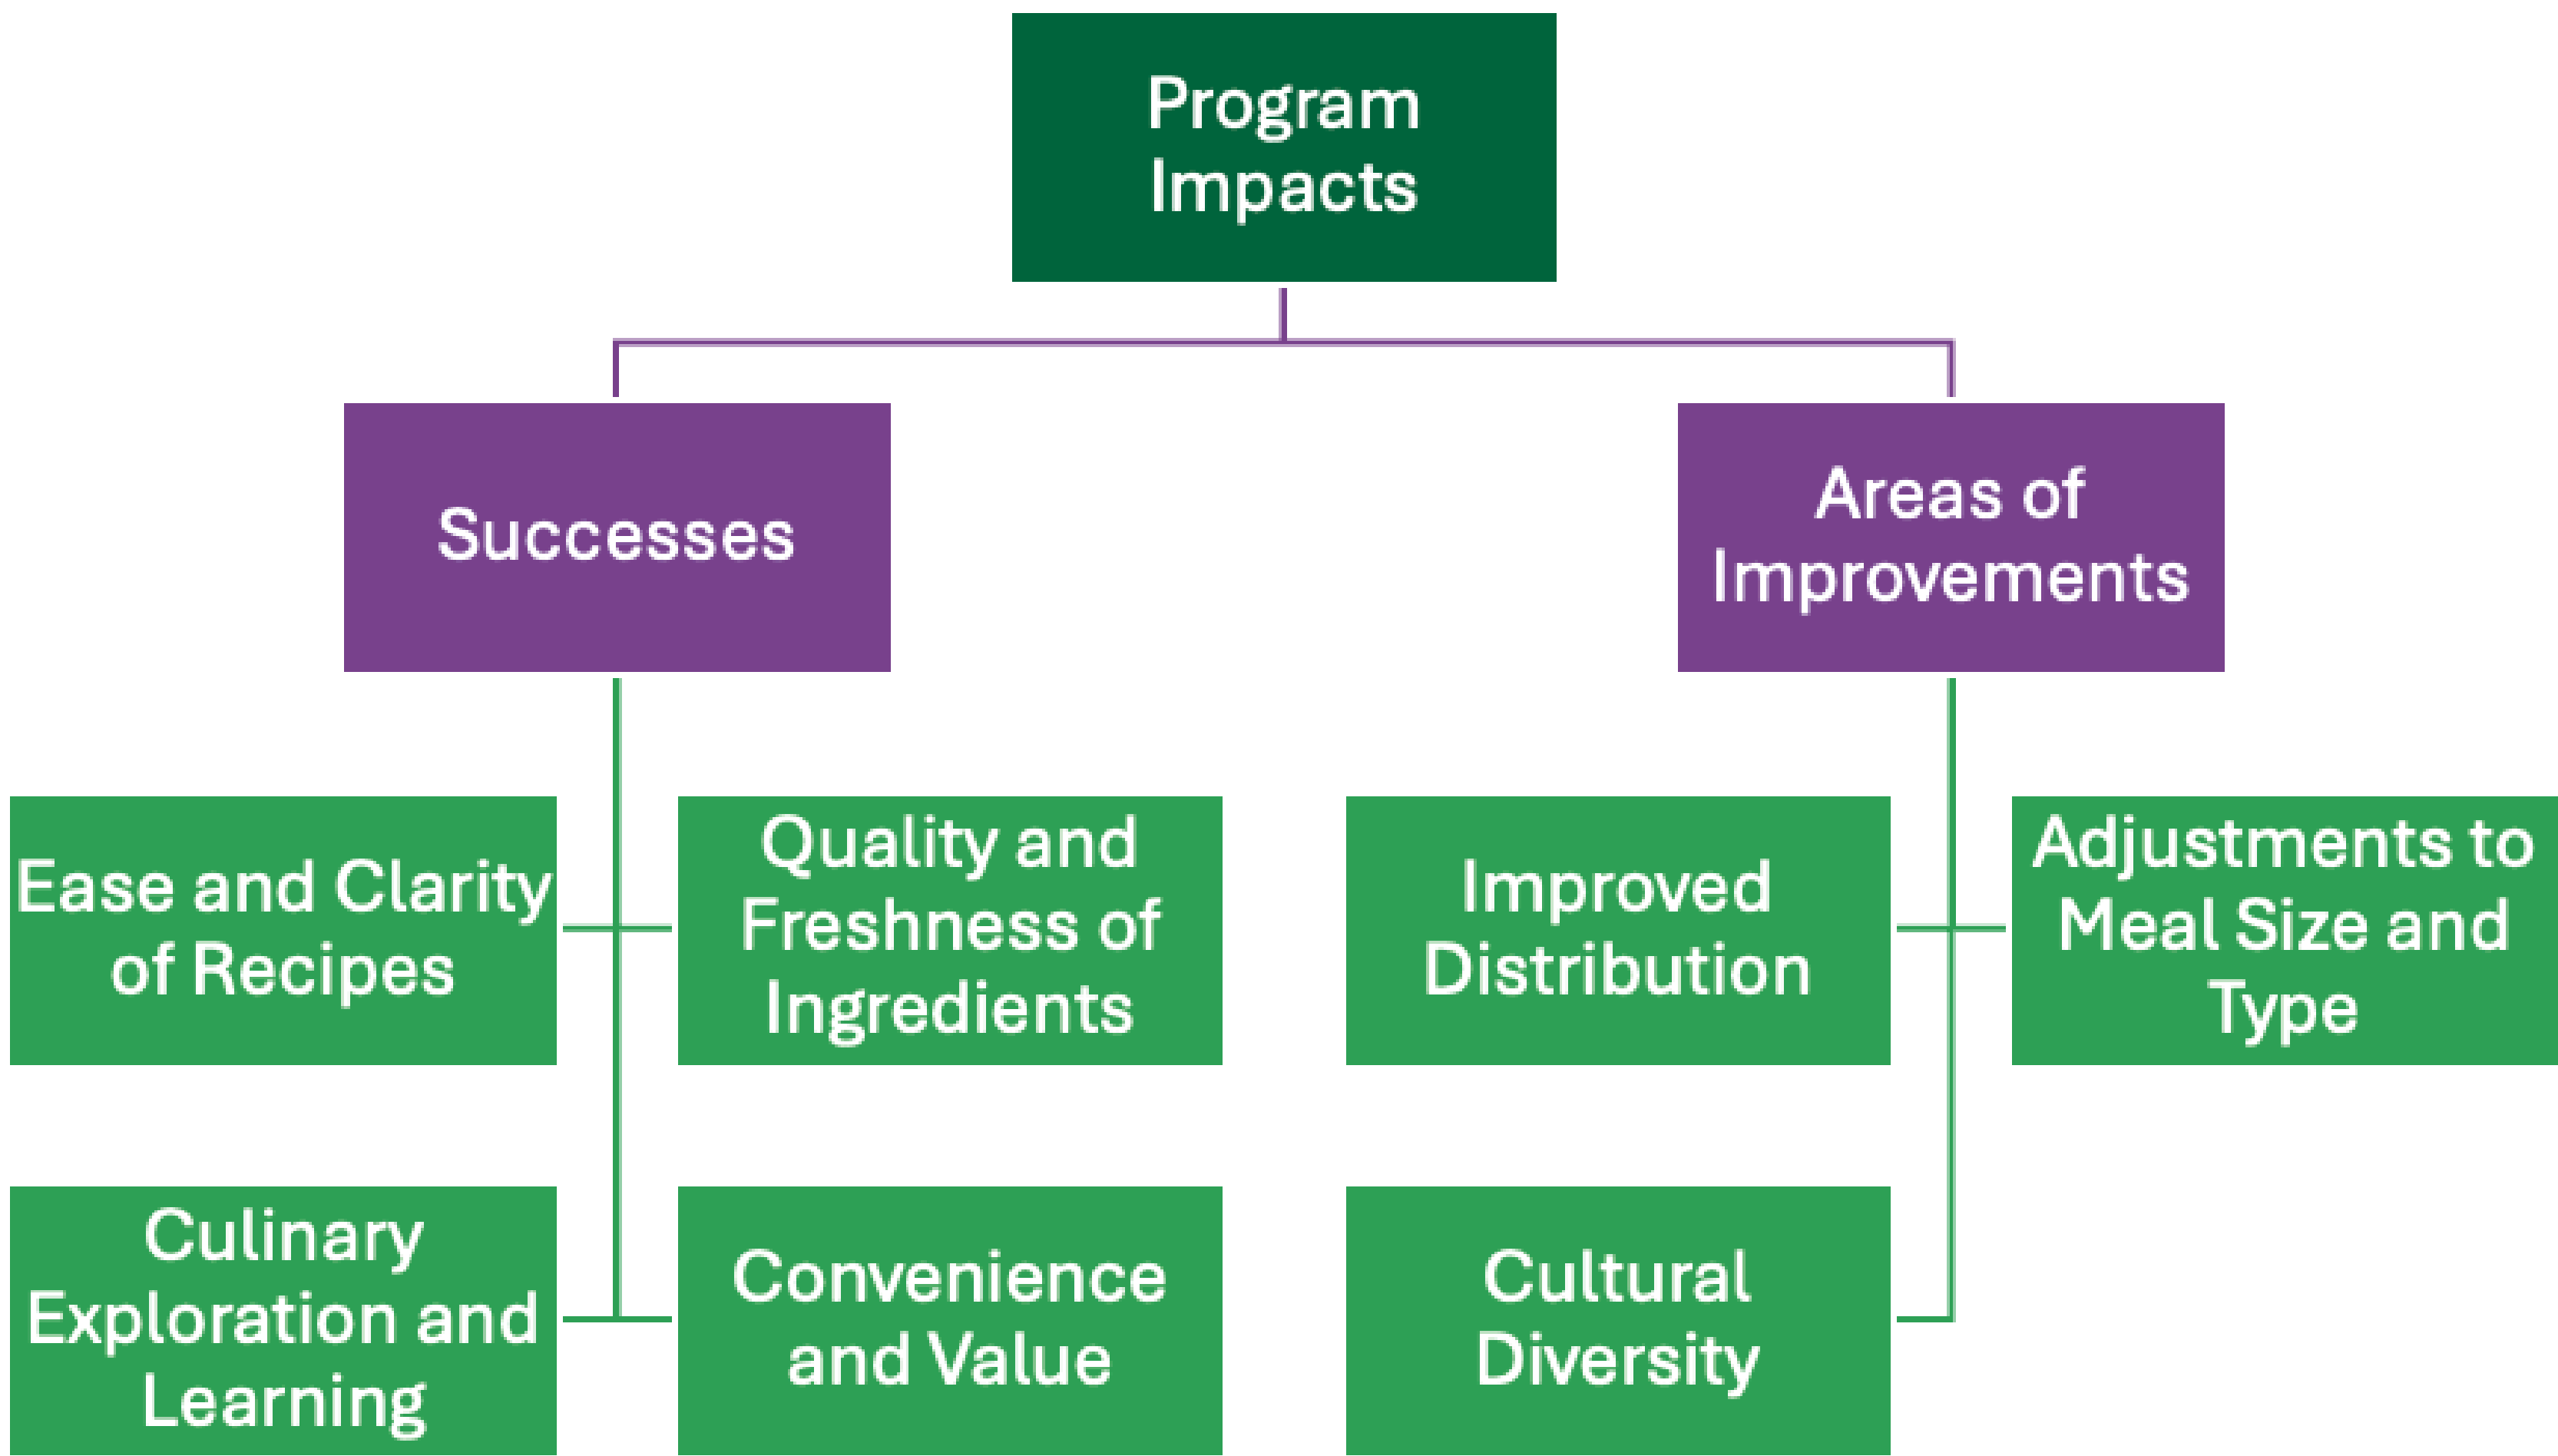 Program
Impacts
Successes
Areas of
Improvements
Ease and Clarity
of Recipes
Quality and
Freshness of
Ingredients
Improved
Distribution
Adjustments to
Meal Size and
Type
Culinary
Exploration and
Learning
Convenience
and Value
Cultural
Diversity